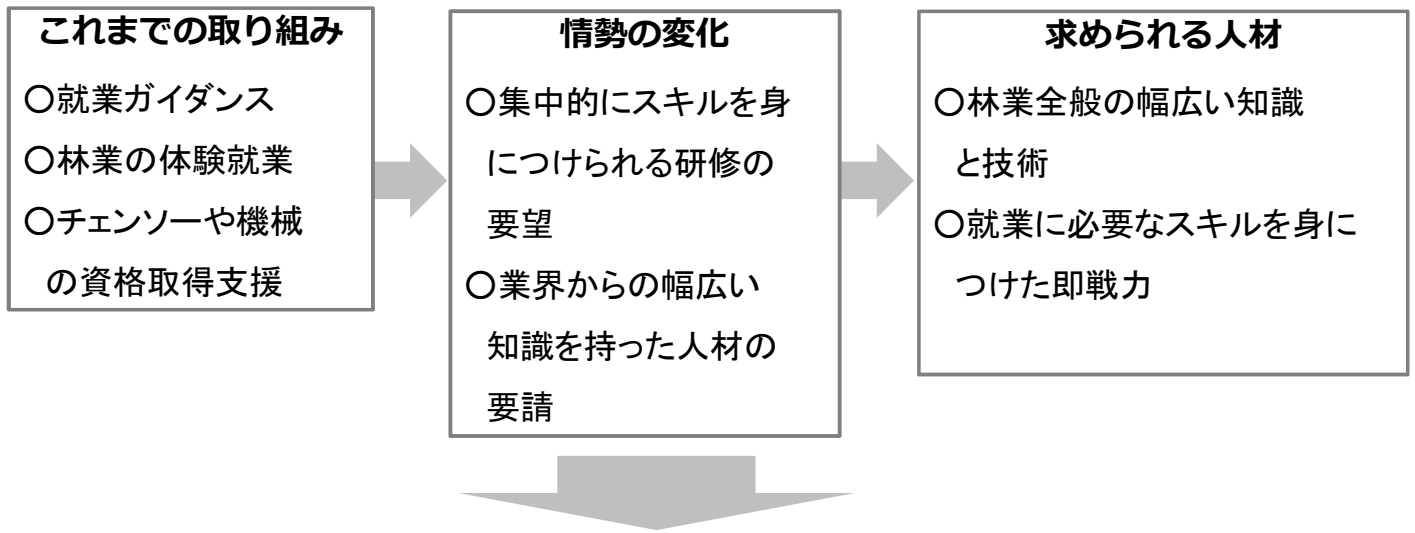 これまでの取り組み
○就業ガイダンス
○林業の体験就業
○チェンソーや機械
の資格取得支援
情勢の変化
○集中的にスキルを身
につけられる研修の
要望
○業界からの幅広い
知識を持った人材の
要請
求められる人材
○林業全般の幅広い知識
と技術
○就業に必要なスキルを身に
つけた即戦力